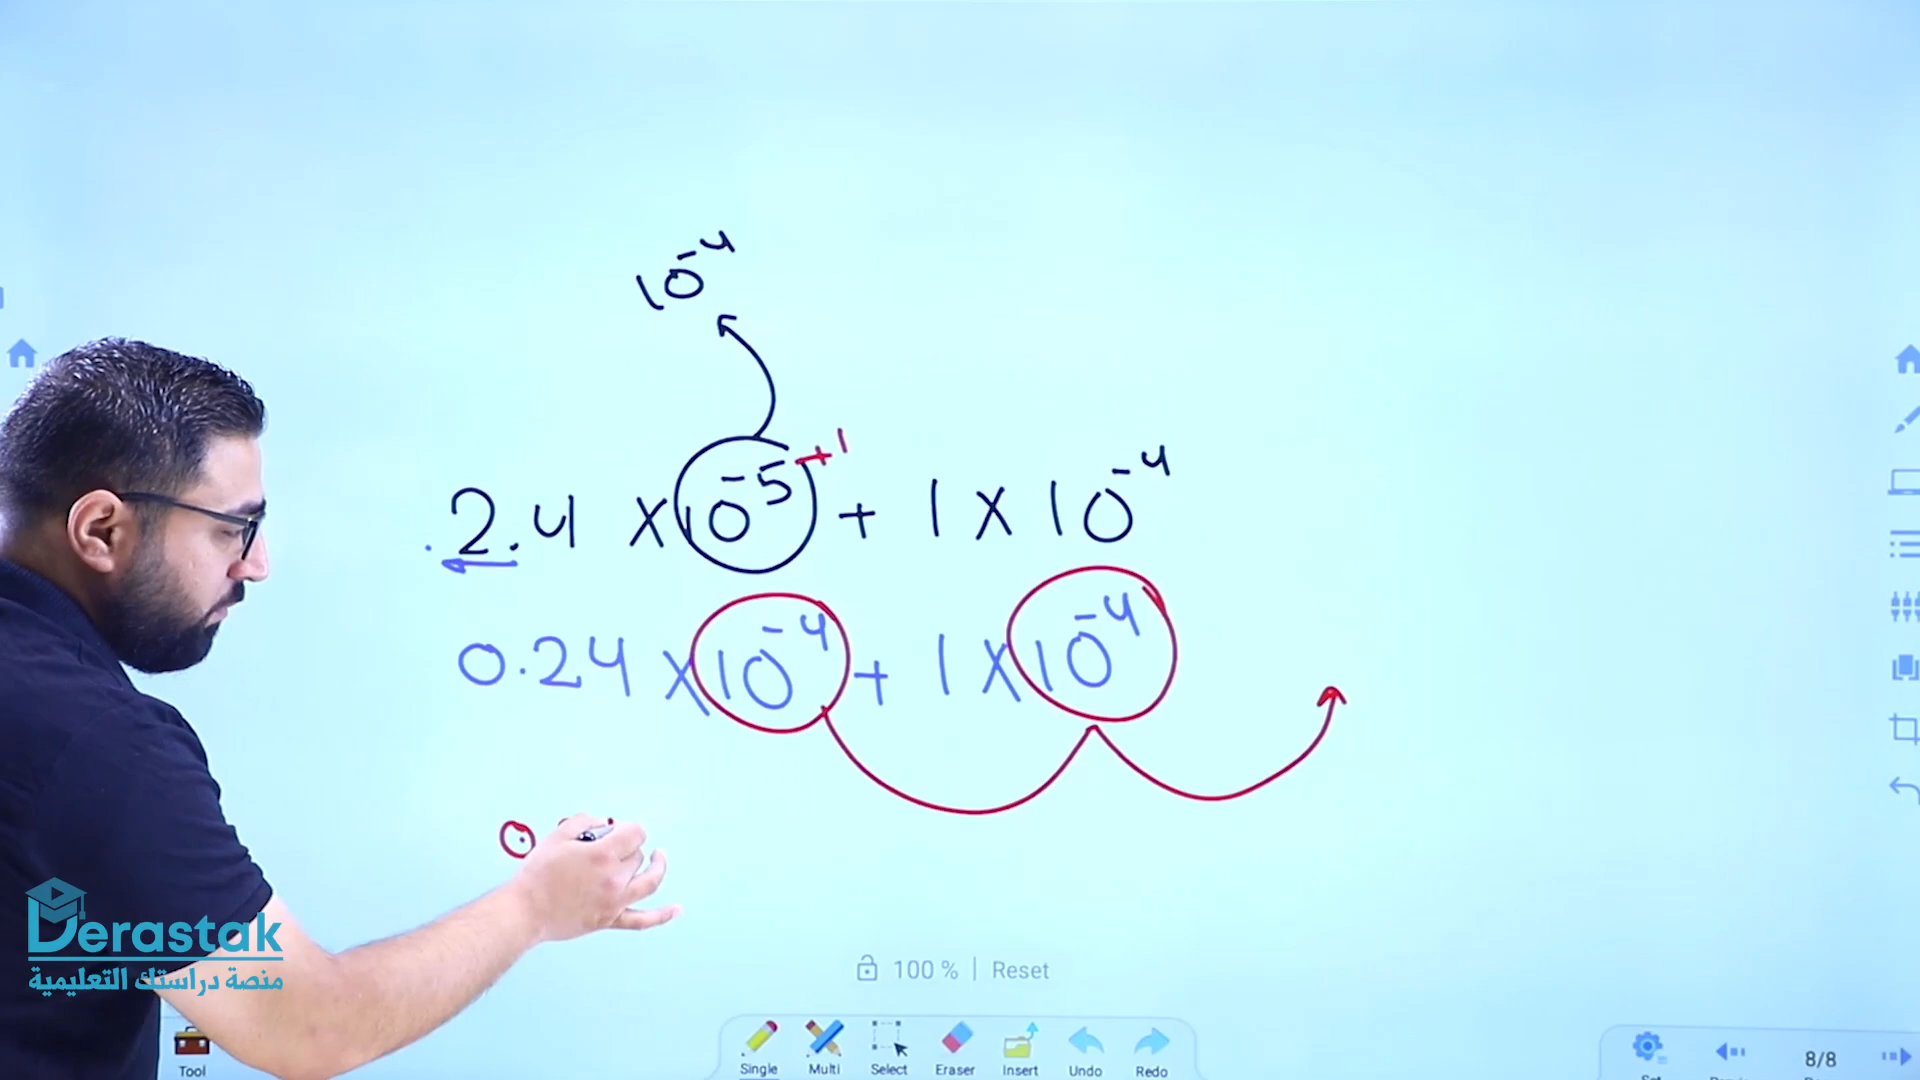 10⁻⁴
2.4 × 10⁻⁵⁺¹ + 1 × 10⁻⁴
0.24 × 10⁻⁴ + 1 × 10⁻⁴
0
Derastak
منصة دراستك التعليمية
100 % | Reset
Tool
Single Multi Select Eraser Insert Undo Redo
8/8